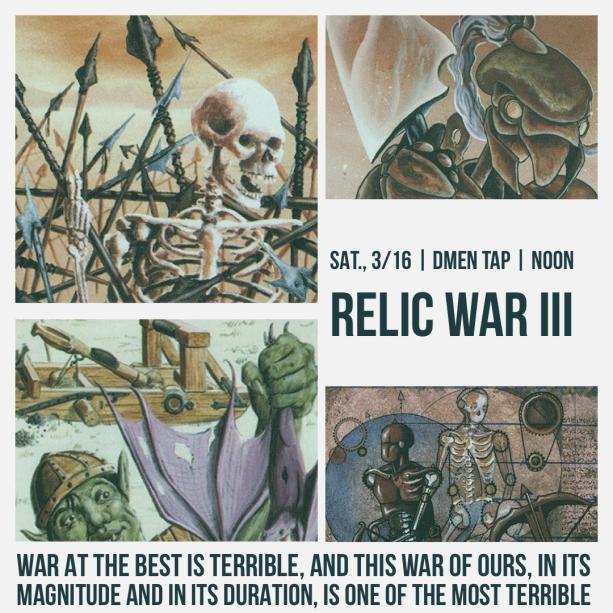 SAT., 3/16 | DMEN TAP | NOON
RELIC WAR III
WAR AT THE BEST IS TERRIBLE, AND THIS WAR OF OURS, IN ITS
MAGNITUDE AND IN ITS DURATION, IS ONE OF THE MOST TERRIBLE